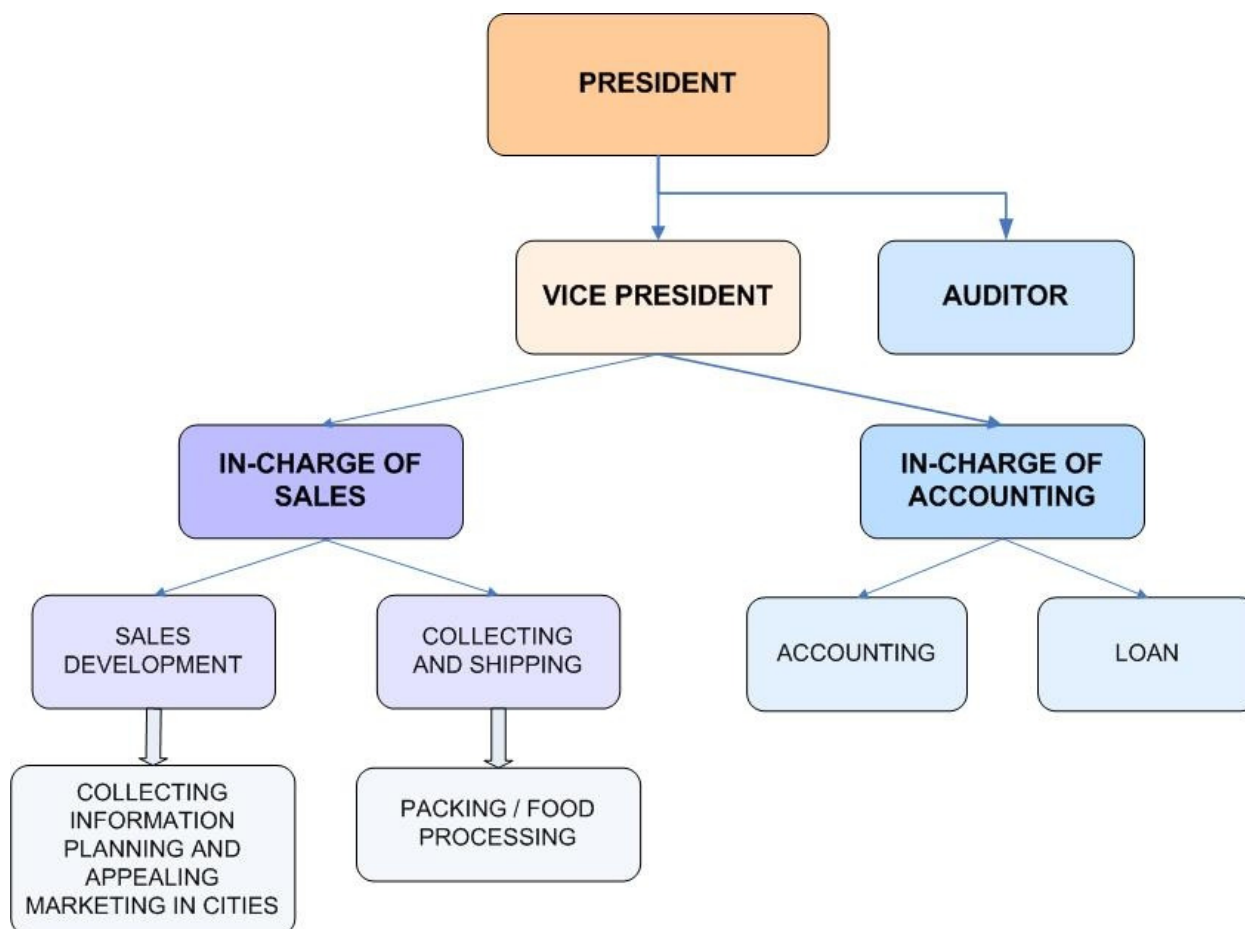 PRESIDENT
VICE PRESIDENT
AUDITOR
IN-CHARGE OF
SALES
IN-CHARGE OF
ACCOUNTING
SALES
DEVELOPMENT
COLLECTING
AND SHIPPING
ACCOUNTING
LOAN
COLLECTING
INFORMATION
PLANNING AND
APPEALING
MARKETING IN CITIES
PACKING / FOOD
PROCESSING